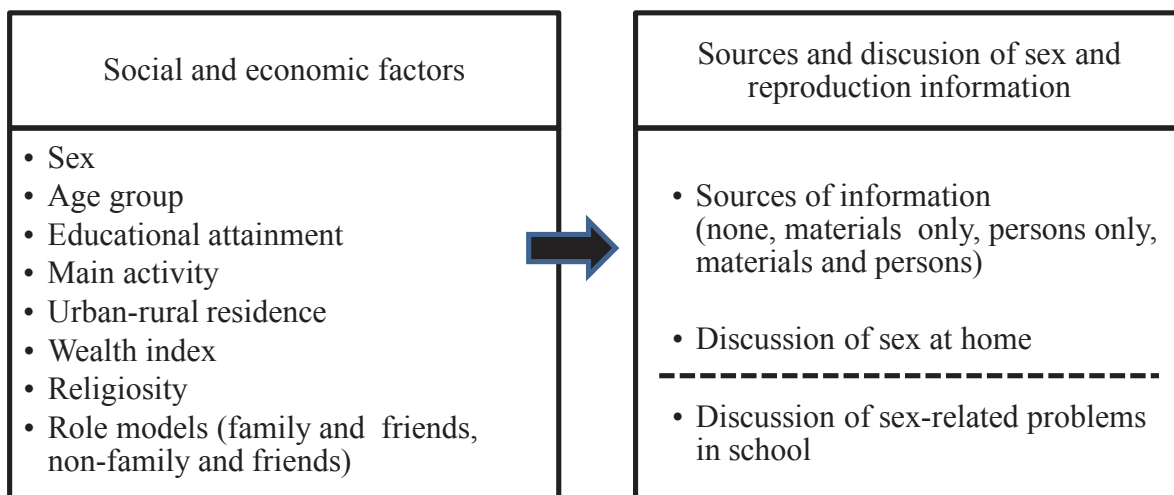 Social and economic factors
• Sex
• Age group
• Educational attainment
• Main activity
• Urban-rural residence
• Wealth index
• Religiosity
• Role models (family and friends,
non-family and friends)
Sources and discusion of sex and
reproduction information
• Sources of information
(none, materials only, persons only,
materials and persons)
• Discussion of sex at home
• Discussion of sex-related problems
in school